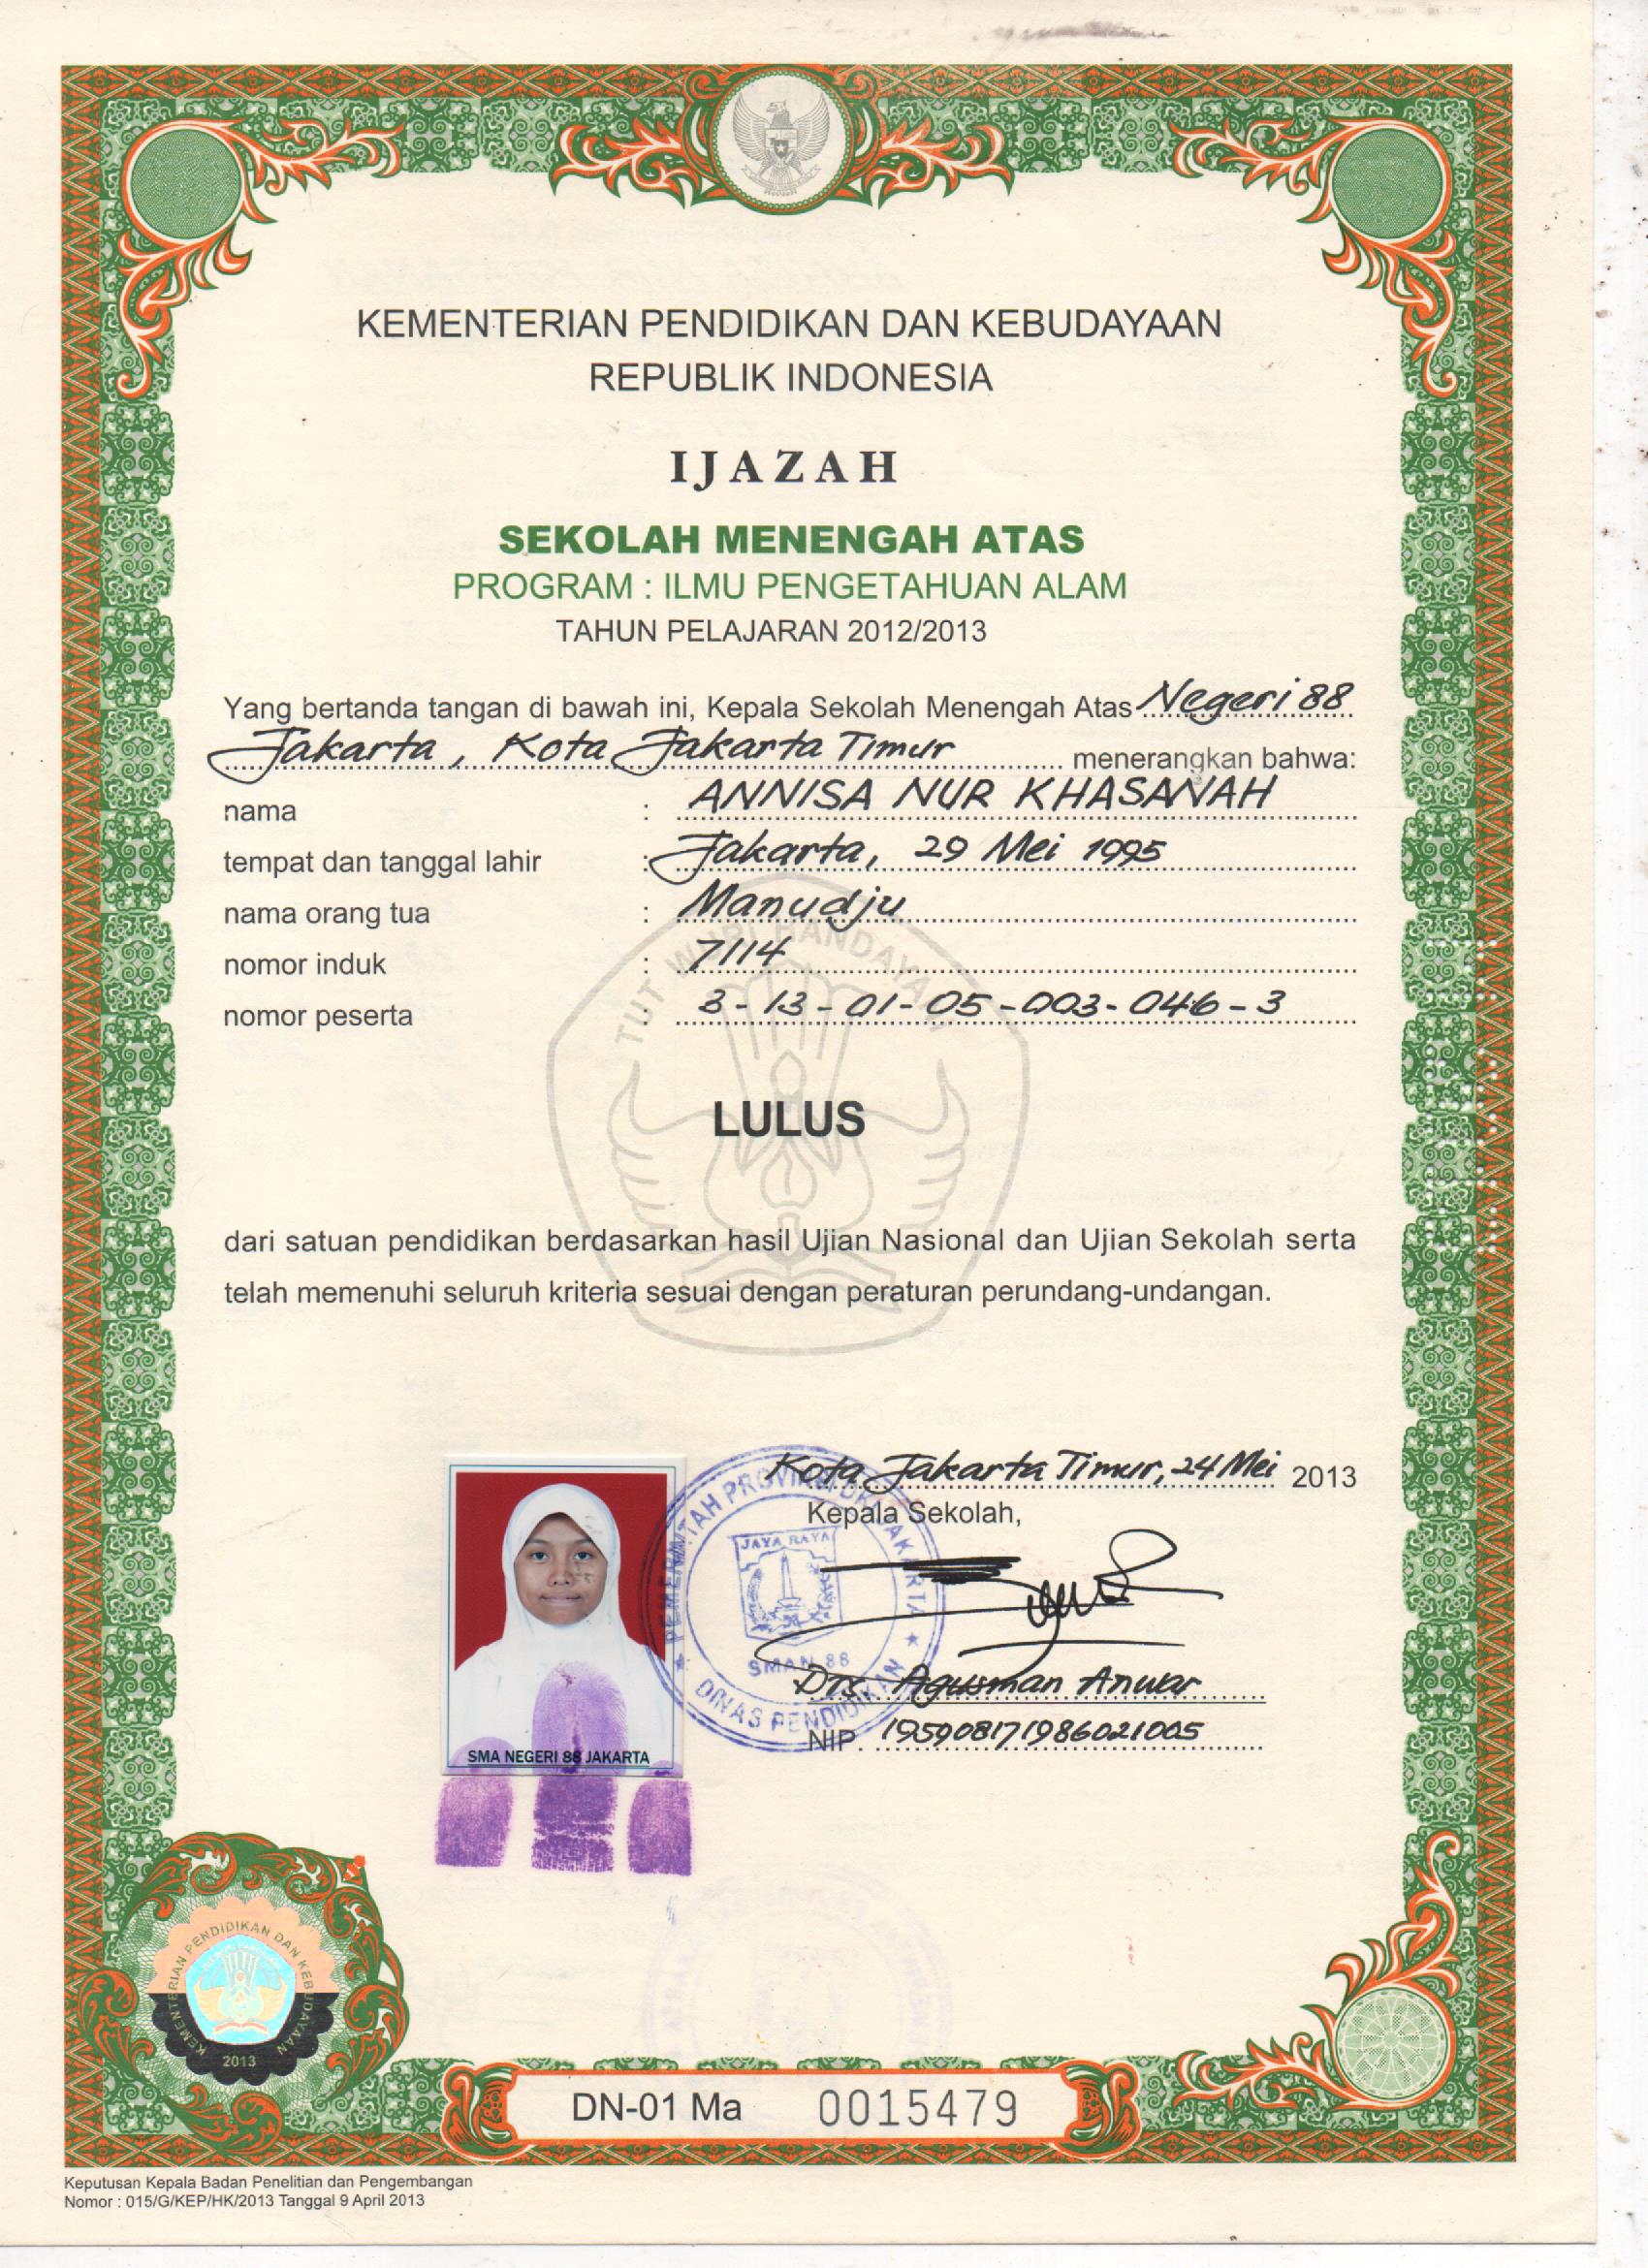 KEMENTERIAN PENDIDIKAN DAN KEBUDAYAAN
REPUBLIK INDONESIA
IJAZAH
SEKOLAH MENENGAH ATAS
PROGRAM : ILMU PENGETAHUAN ALAM
TAHUN PELAJARAN 2012/2013
Yang bertanda tangan di bawah ini, Kepala Sekolah Menengah Atas Negeri 88
Jakarta, Kota Jakarta Timur menerangkan bahwa:
nama : ANNISA NUR KHASANAH
tempat dan tanggal lahir : Jakarta, 29 Mei 1995
nama orang tua : Manudju
nomor induk : 7114
nomor peserta : 3-13-01-05-003-046-3
TUT WURI HANDAYANI
LULUS
dari satuan pendidikan berdasarkan hasil Ujian Nasional dan Ujian Sekolah serta
telah memenuhi seluruh kriteria sesuai dengan peraturan perundang-undangan.
Kota Jakarta Timur, 24 Mei 2013
Kepala Sekolah,
PEMERINTAH PROVINSI DKI JAKARTA
JAYA RAYA
SMAN 88
DINAS PENDIDIKAN
Drs. Agusman Anwar
NIP. 195908171986021005
SMA NEGERI 88 JAKARTA
KEMENTERIAN PENDIDIKAN DAN KEBUDAYAAN
2013
DN-01 Ma 0015479
Keputusan Kepala Badan Penelitian dan Pengembangan
Nomor : 015/G/KEP/HK/2013 Tanggal 9 April 2013